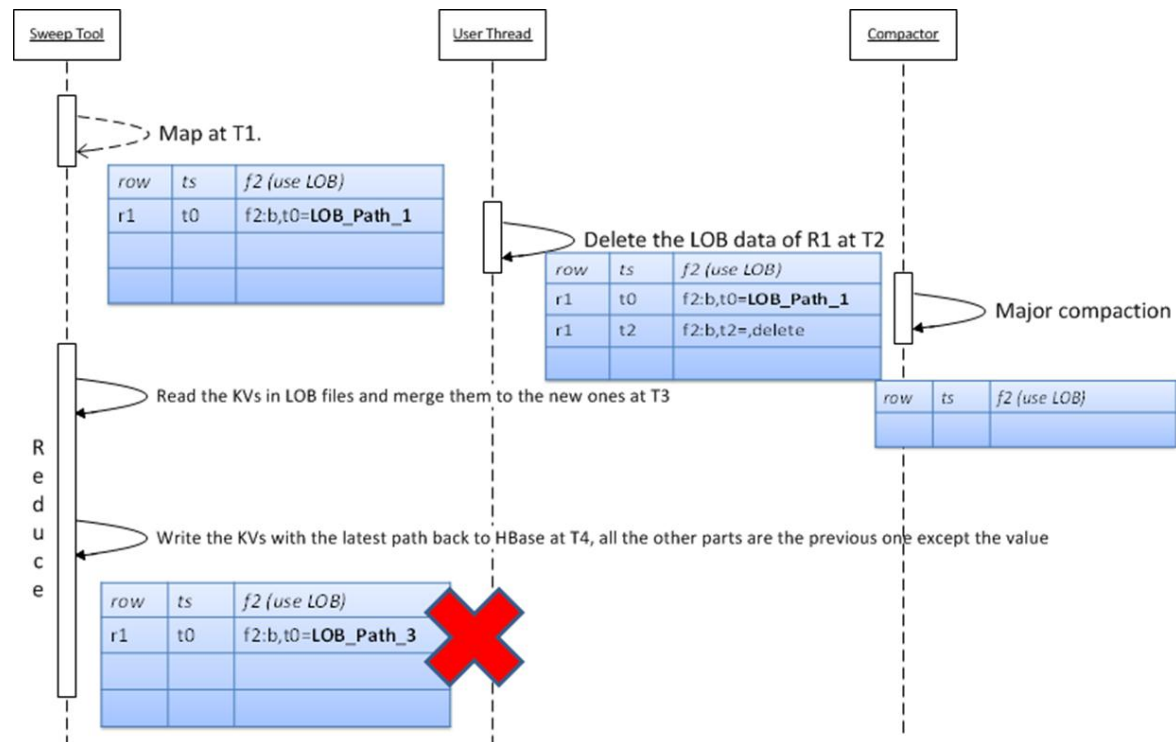 Sweep Tool
User Thread
Compactor
Map at T1.
row ts f2 (use LOB)
r1 t0 f2:b,t0=LOB_Path_1
Delete the LOB data of R1 at T2
row ts f2 (use LOB)
r1 t0 f2:b,t0=LOB_Path_1
r1 t2 f2:b,t2=,delete
Major compaction
row ts f2 (use LOB)
Reduce
Read the KVs in LOB files and merge them to the new ones at T3
Write the KVs with the latest path back to HBase at T4, all the other parts are the previous one except the value
row ts f2 (use LOB)
r1 t0 f2:b,t0=LOB_Path_3